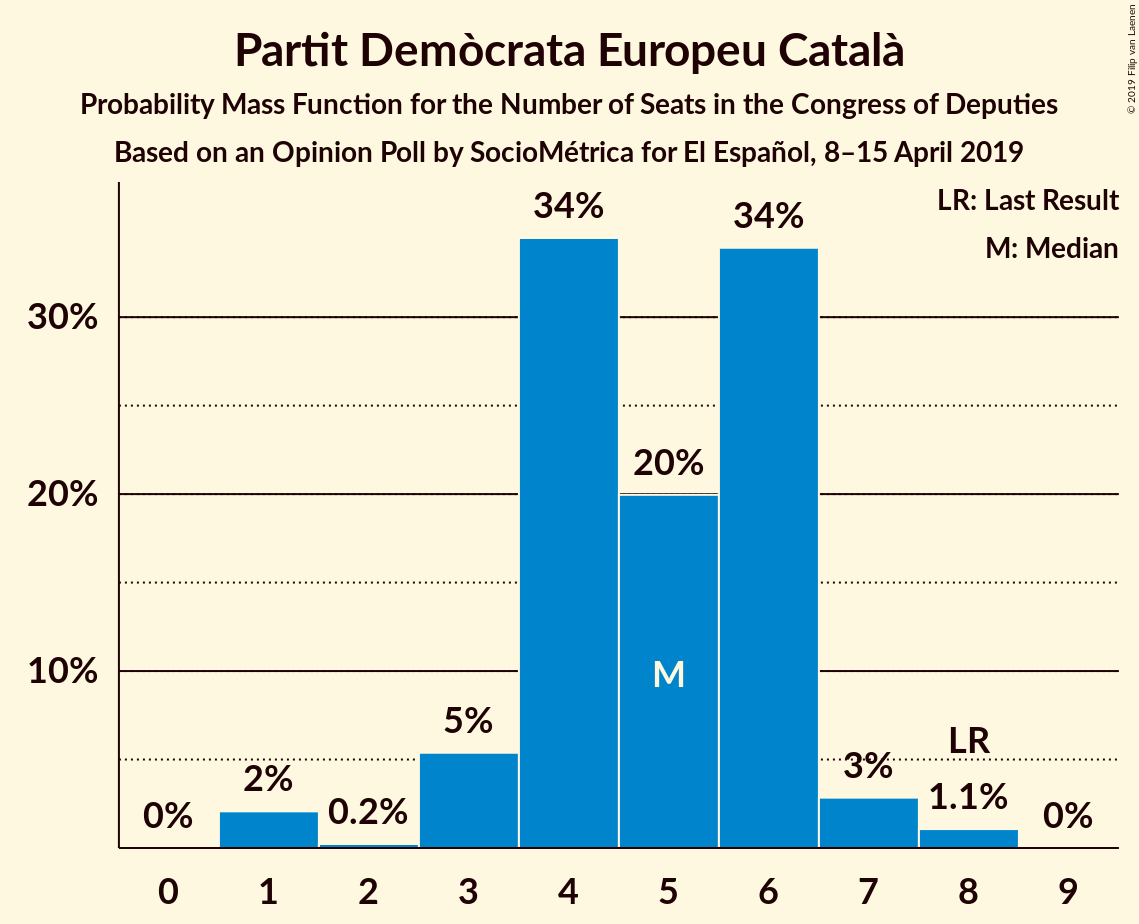 Partit Demòcrata Europeu Català
Probability Mass Function for the Number of Seats in the Congress of Deputies
Based on an Opinion Poll by SocioMétrica for El Español, 8–15 April 2019
© 2019 Filip van Laenen
LR: Last Result
M: Median
34%
34%
30%
20%
20%
10%
M
5%
LR
3%
2%
1.1%
0.2%
0%
0%
0 1 2 3 4 5 6 7 8 9